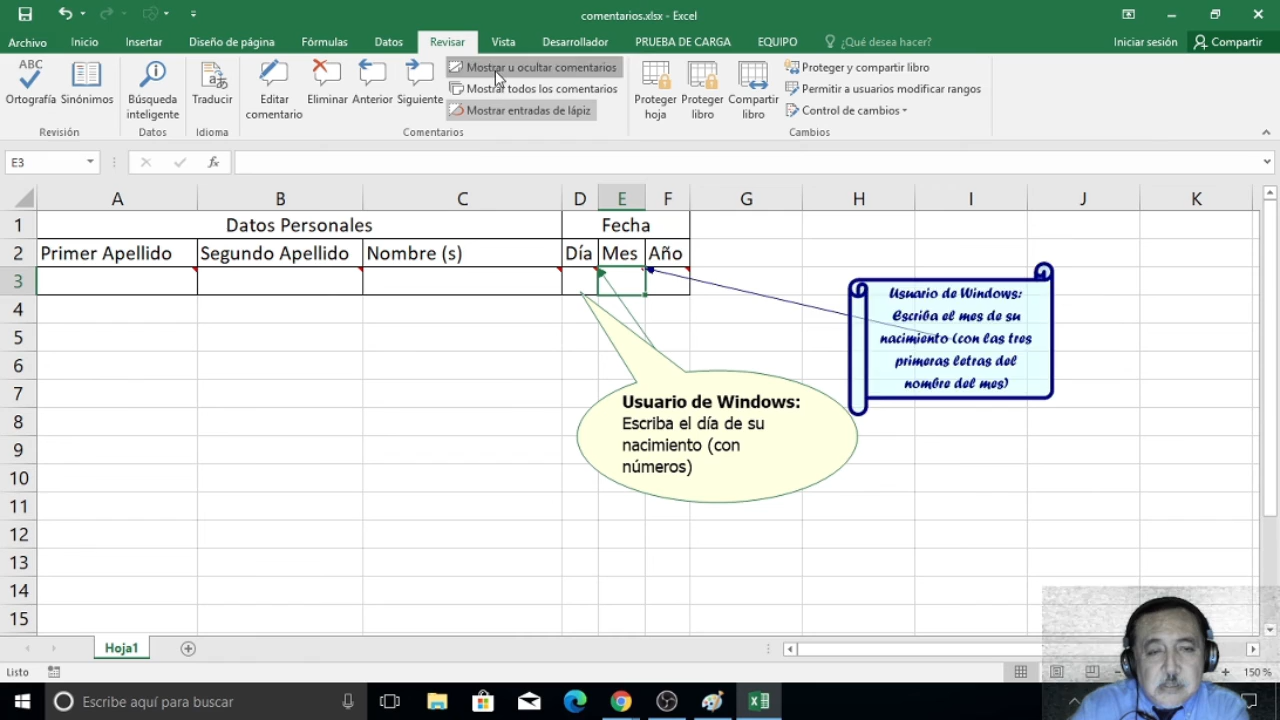 comentarios.xlsx - Excel
Archivo
Inicio
Insertar
Diseño de página
Fórmulas
Datos
Revisar
Vista
Desarrollador
PRUEBA DE CARGA
EQUIPO
¿Qué desea hacer?
Iniciar sesión
Compartir
ABC
Ortografía
Sinónimos
Búsqueda
inteligente
Traducir
Editar
comentario
Eliminar
Anterior
Siguiente
Mostrar u ocultar comentarios
Mostrar todos los comentarios
Mostrar entradas de lápiz
Proteger
hoja
Proteger
libro
Compartir
libro
Proteger y compartir libro
Permitir a usuarios modificar rangos
Control de cambios
Revisión
Datos
Idioma
Comentarios
Cambios
E3
fx
A B C D E F G H I J K
1 Datos Personales Fecha
2 Primer Apellido Segundo Apellido Nombre (s) Día Mes Año
3
4
5
6
7
8
9
10
11
12
13
14
15
Usuario de Windows:
Escriba el mes de su
nacimiento (con las tres
primeras letras del
nombre del mes)
Usuario de Windows:
Escriba el día de su
nacimiento (con
números)
Hoja1
Listo
150 %
Escribe aquí para buscar